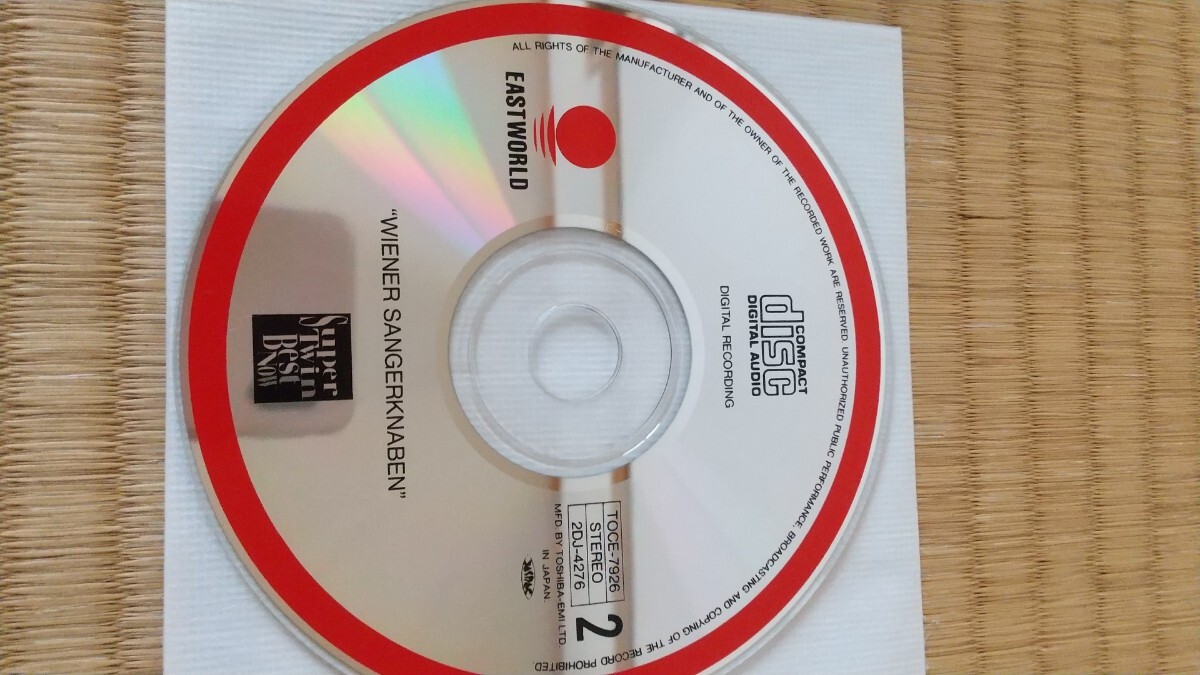 ALL RIGHTS OF THE MANUFACTURER AND OF THE OWNER OF THE RECORDED WORK ARE RESERVED. UNAUTHORIZED PUBLIC PERFORMANCE, BROADCASTING AND COPYING OF THE RECORD PROHIBITED
COMPACT
disc
DIGITAL AUDIO
DIGITAL RECORDING
EASTWORLD
TOCE-7926
STEREO
2DJ-4276
2
MFD. BY TOSHIBA-EMI LTD.
IN JAPAN.
JASRAC
"WIENER SANGERKNABEN"
Super
Twin
Best
NOW